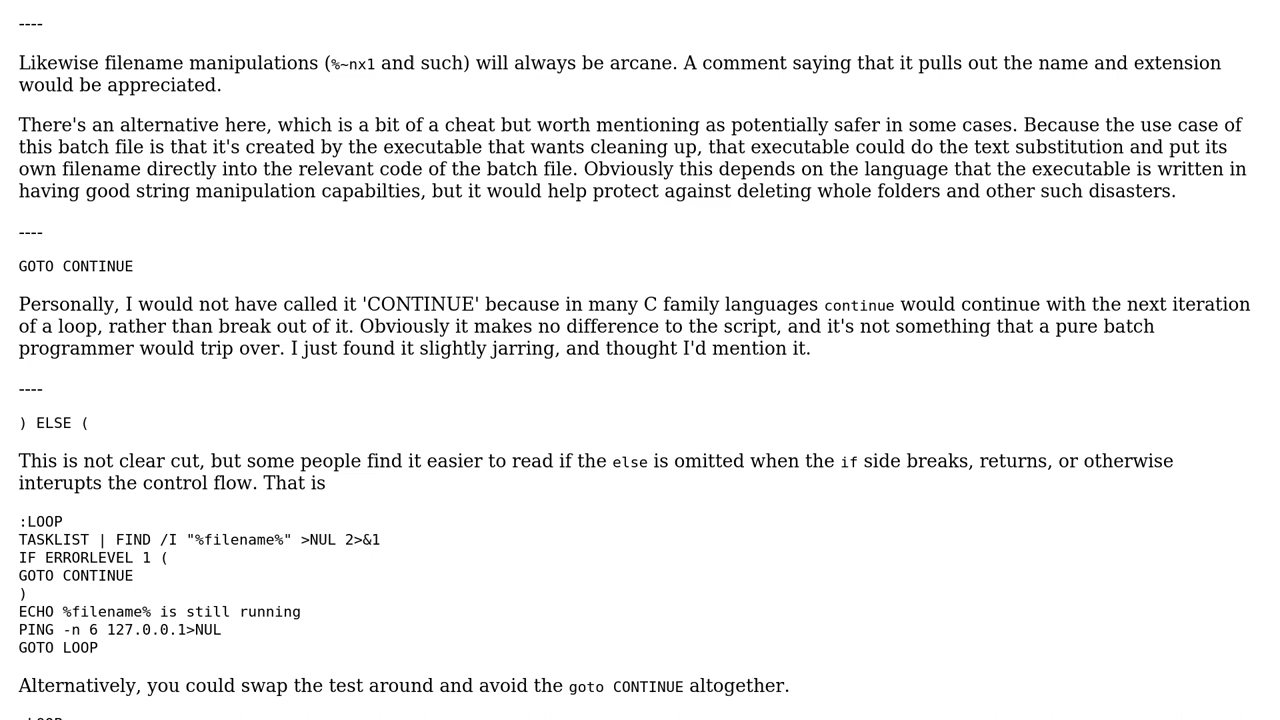 ----
Likewise filename manipulations (%~nx1 and such) will always be arcane. A comment saying that it pulls out the name and extension
would be appreciated.
There's an alternative here, which is a bit of a cheat but worth mentioning as potentially safer in some cases. Because the use case of
this batch file is that it's created by the executable that wants cleaning up, that executable could do the text substitution and put its
own filename directly into the relevant code of the batch file. Obviously this depends on the language that the executable is written in
having good string manipulation capabilties, but it would help protect against deleting whole folders and other such disasters.
----
GOTO CONTINUE
Personally, I would not have called it 'CONTINUE' because in many C family languages continue would continue with the next iteration
of a loop, rather than break out of it. Obviously it makes no difference to the script, and it's not something that a pure batch
programmer would trip over. I just found it slightly jarring, and thought I'd mention it.
----
) ELSE (
This is not clear cut, but some people find it easier to read if the else is omitted when the if side breaks, returns, or otherwise
interupts the control flow. That is
:LOOP
TASKLIST | FIND /I "%filename%" >NUL 2>&1
IF ERRORLEVEL 1 (
GOTO CONTINUE
)
ECHO %filename% is still running
PING -n 6 127.0.0.1>NUL
GOTO LOOP
Alternatively, you could swap the test around and avoid the goto CONTINUE altogether.
:LOOP